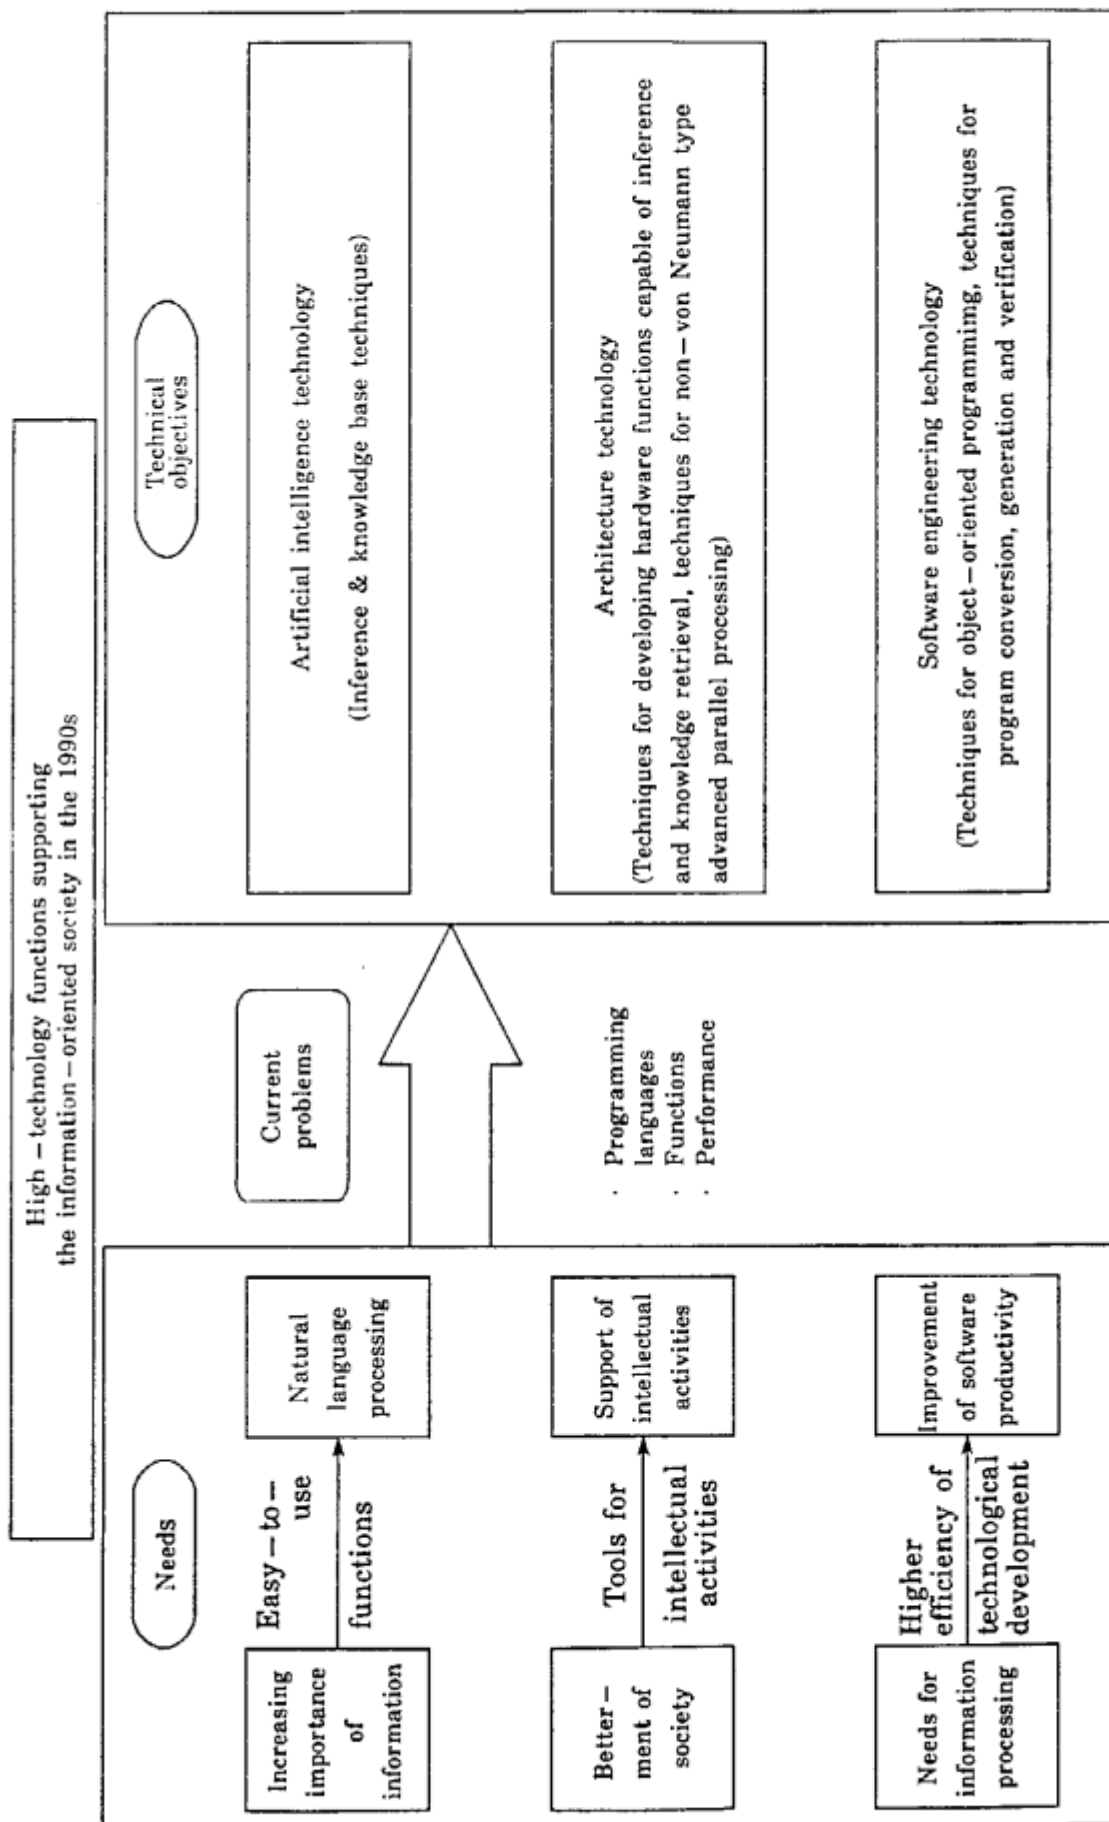 High-technology functions supporting
the information-oriented society in the 1990s
Needs
Increasing
importance
of
information
Easy-to-
use
functions
Natural
language
processing
Better-
ment of
society
Tools for
intellectual
activities
Support of
intellectual
activities
Needs for
information
processing
Higher
efficiency of
technological
development
Improvement
of software
productivity
Current
problems
· Programming
languages
· Functions
· Performance
Technical
objectives
Artificial intelligence technology
(Inference & knowledge base techniques)
Architecture technology
(Techniques for developing hardware functions capable of inference
and knowledge retrieval, techniques for non-von Neumann type
advanced parallel processing)
Software engineering technology
(Techniques for object-oriented programmimg, techniques for
program conversion, generation and verification)